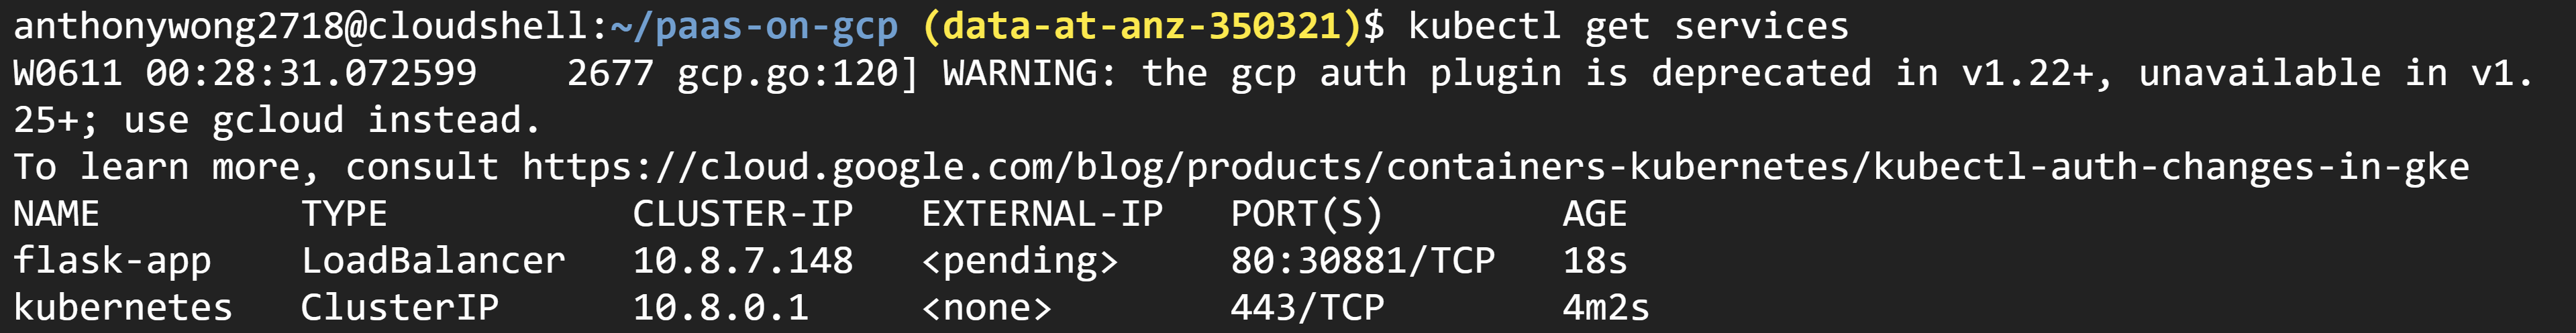 anthonywong2718@cloudshell:~/paas-on-gcp (data-at-anz-350321)$ kubectl get services
W0611 00:28:31.072599    2677 gcp.go:120] WARNING: the gcp auth plugin is deprecated in v1.22+, unavailable in v1.
25+; use gcloud instead.
To learn more, consult https://cloud.google.com/blog/products/containers-kubernetes/kubectl-auth-changes-in-gke
NAME         TYPE           CLUSTER-IP   EXTERNAL-IP   PORT(S)        AGE
flask-app    LoadBalancer   10.8.7.148   <pending>     80:30881/TCP   18s
kubernetes   ClusterIP      10.8.0.1     <none>        443/TCP        4m2s